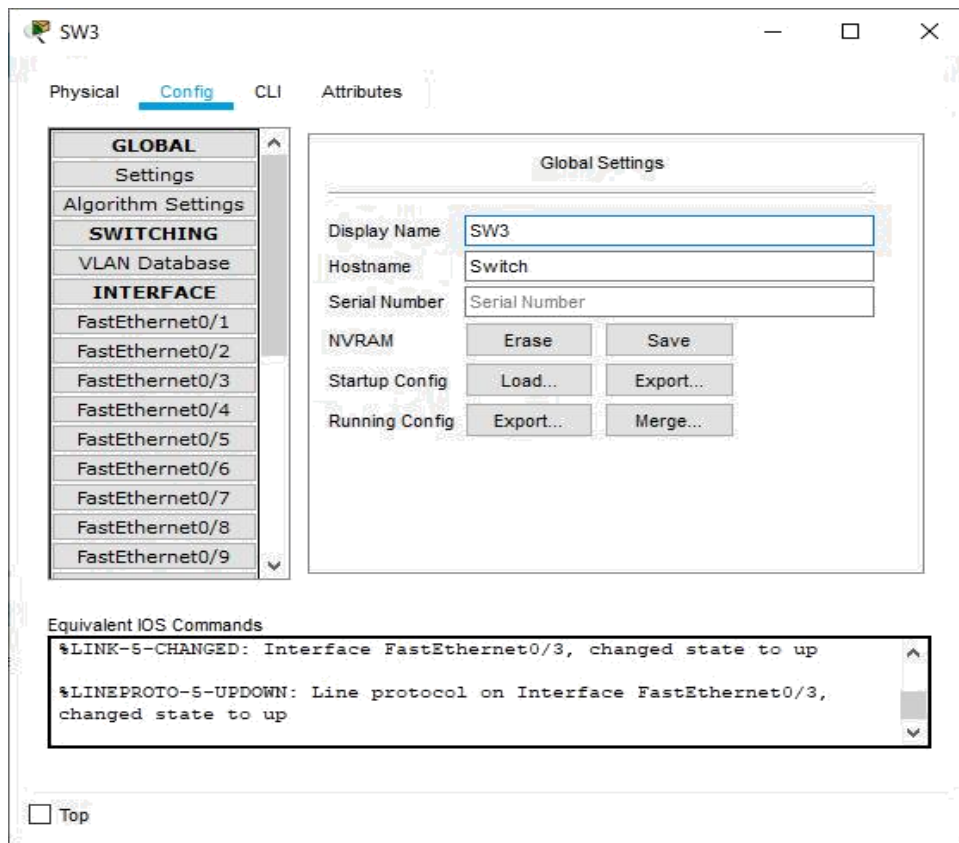 SW3
Physical Config CLI Attributes
GLOBAL
Settings
Algorithm Settings
SWITCHING
VLAN Database
INTERFACE
FastEthernet0/1
FastEthernet0/2
FastEthernet0/3
FastEthernet0/4
FastEthernet0/5
FastEthernet0/6
FastEthernet0/7
FastEthernet0/8
FastEthernet0/9
Global Settings
Display Name SW3
Hostname Switch
Serial Number Serial Number
NVRAM Erase Save
Startup Config Load... Export...
Running Config Export... Merge...
Equivalent IOS Commands
%LINK-5-CHANGED: Interface FastEthernet0/3, changed state to up
%LINEPROTO-5-UPDOWN: Line protocol on Interface FastEthernet0/3,
changed state to up
Top